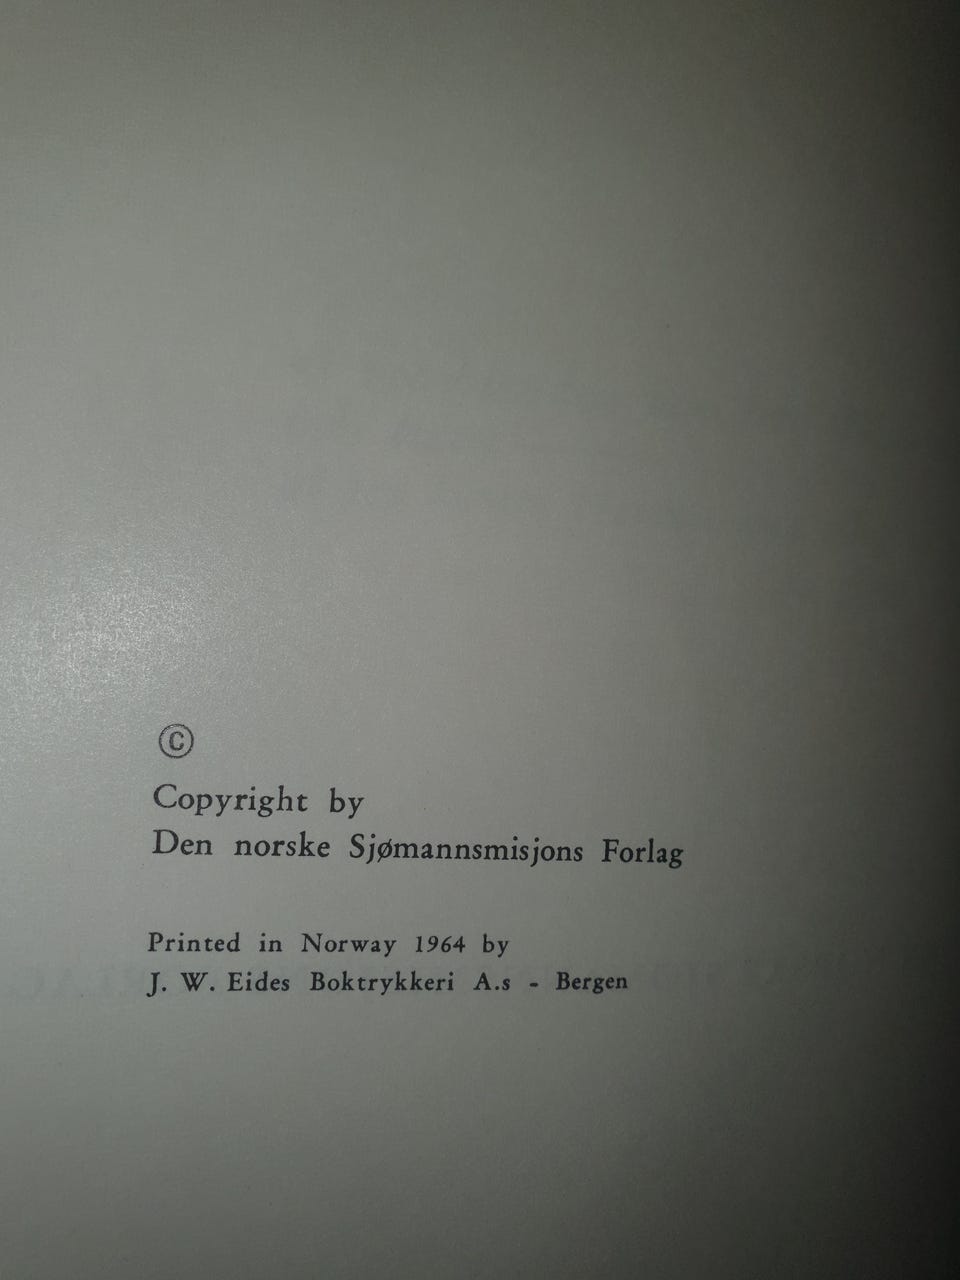 ©
Copyright by
Den norske Sjømannsmisjons Forlag
Printed in Norway 1964 by
J. W. Eides Boktrykkeri A.s - Bergen